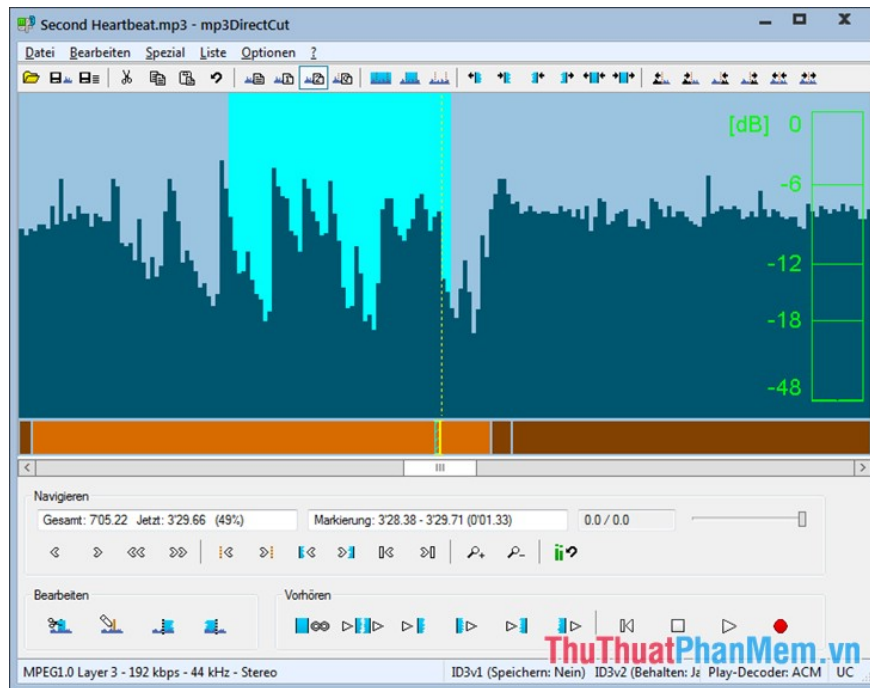 Second Heartbeat.mp3 - mp3DirectCut
Datei Bearbeiten Spezial Liste Optionen ?
[dB] 0
-6
-12
-18
-48
Navigieren
Gesamt: 7'05.22 Jetzt: 3'29.66 (49%) Markierung: 3'28.38 - 3'29.71 (0'01.33) 0.0 / 0.0
Bearbeiten Vorhören
ThuThuatPhanMem.vn
MPEG1.0 Layer 3 - 192 kbps - 44 kHz - Stereo ID3v1 (Speichern: Nein) ID3v2 (Behalten: Ja Play-Decoder: ACM UC